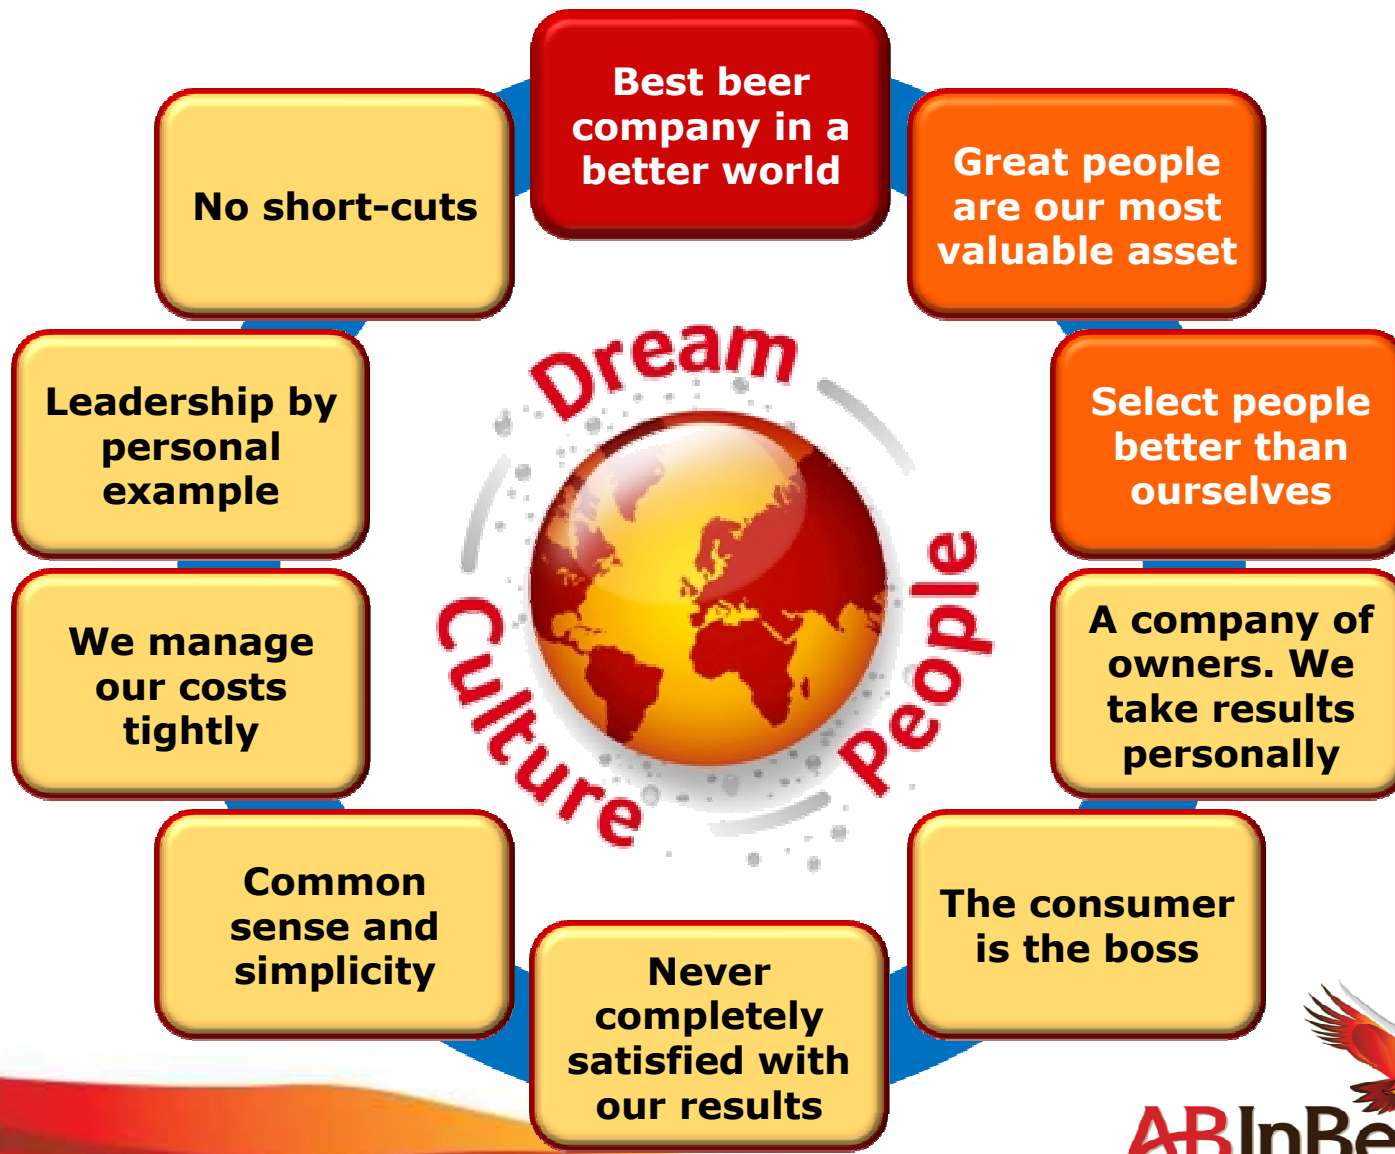 Best beer
company in a
better world
Great people
are our most
valuable asset
Select people
better than
ourselves
A company of
owners. We
take results
personally
The consumer
is the boss
Never
completely
satisfied with
our results
Common
sense and
simplicity
We manage
our costs
tightly
Leadership by
personal
example
No short-cuts
Dream
People
Culture
ABInBe